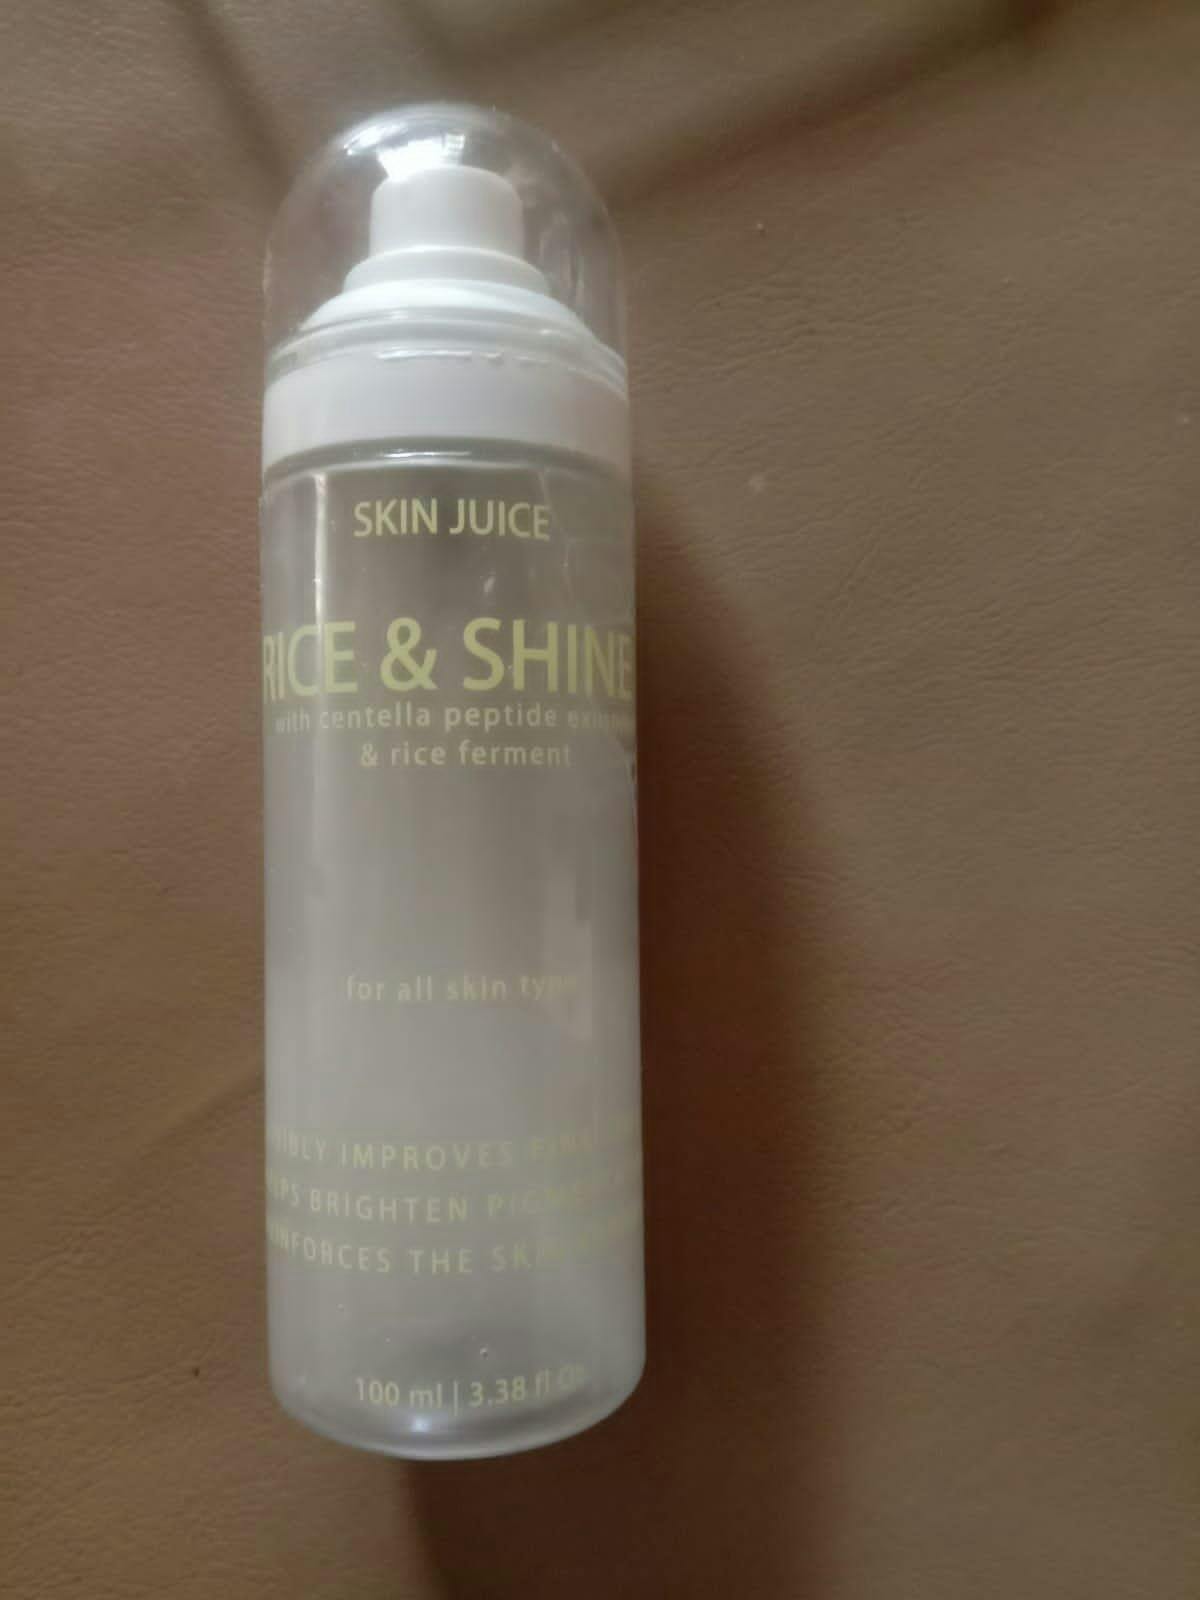 SKIN JUICE
RICE & SHINE
with centella peptide
& rice ferment
for all skin type
IMPROVES
BRIGHTEN
THE
100 ml | 3.38 fl